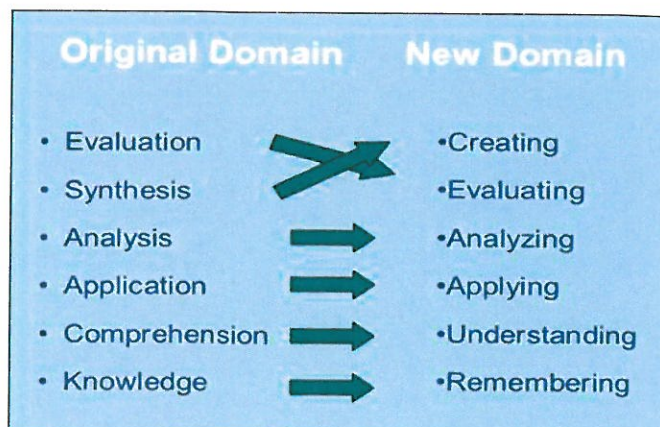 Original Domain New Domain
• Evaluation •Creating
• Synthesis •Evaluating
• Analysis •Analyzing
• Application •Applying
• Comprehension •Understanding
• Knowledge •Remembering